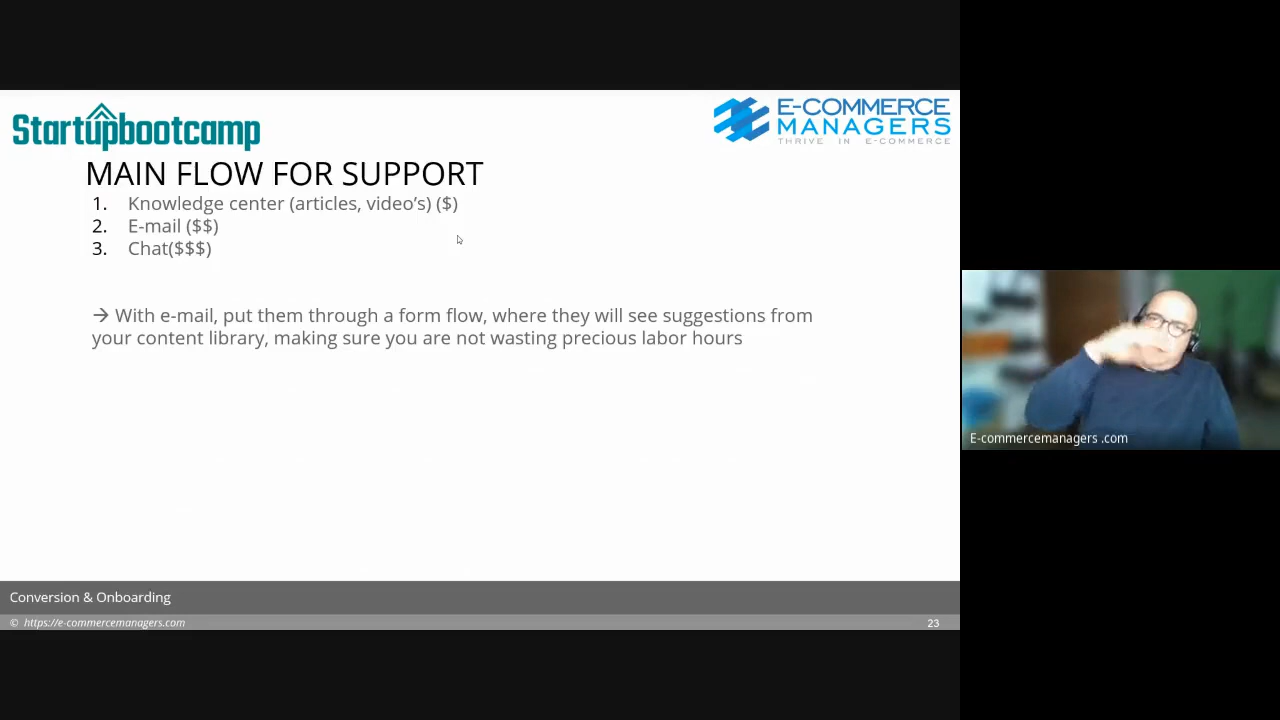 Startupbootcamp
E-COMMERCE
MANAGERS
THRIVE IN E-COMMERCE
MAIN FLOW FOR SUPPORT
1. Knowledge center (articles, video’s) ($)
2. E-mail ($$)
3. Chat($$$)
→ With e-mail, put them through a form flow, where they will see suggestions from
your content library, making sure you are not wasting precious labor hours
E-commercemanagers .com
Conversion & Onboarding
© https://e-commercemanagers.com
23